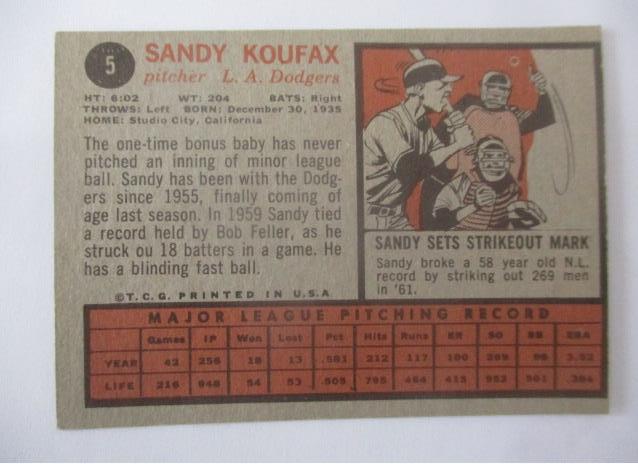 5
SANDY KOUFAX
pitcher L. A. Dodgers
HT: 6:02 WT: 204 BATS: Right
THROWS: Left BORN: December 30, 1935
HOME: Studio City, California
The one-time bonus baby has never
pitched an inning of minor league
ball. Sandy has been with the Dodg-
ers since 1955, finally coming of
age last season. In 1959 Sandy tied
a record held by Bob Feller, as he
struck ou 18 batters in a game. He
has a blinding fast ball.
©T.C.G. PRINTED IN U.S.A
SANDY SETS STRIKEOUT MARK
Sandy broke a 58 year old N.L.
record by striking out 269 men
in '61.
MAJOR LEAGUE PITCHING RECORD
Games IP Won Lost Pct Hits Runs ER SO BB ERA
YEAR 42 256 18 13 .581 212 117 100 269 96 3.52
LIFE 216 948 54 53 .505 795 464 415 952 501